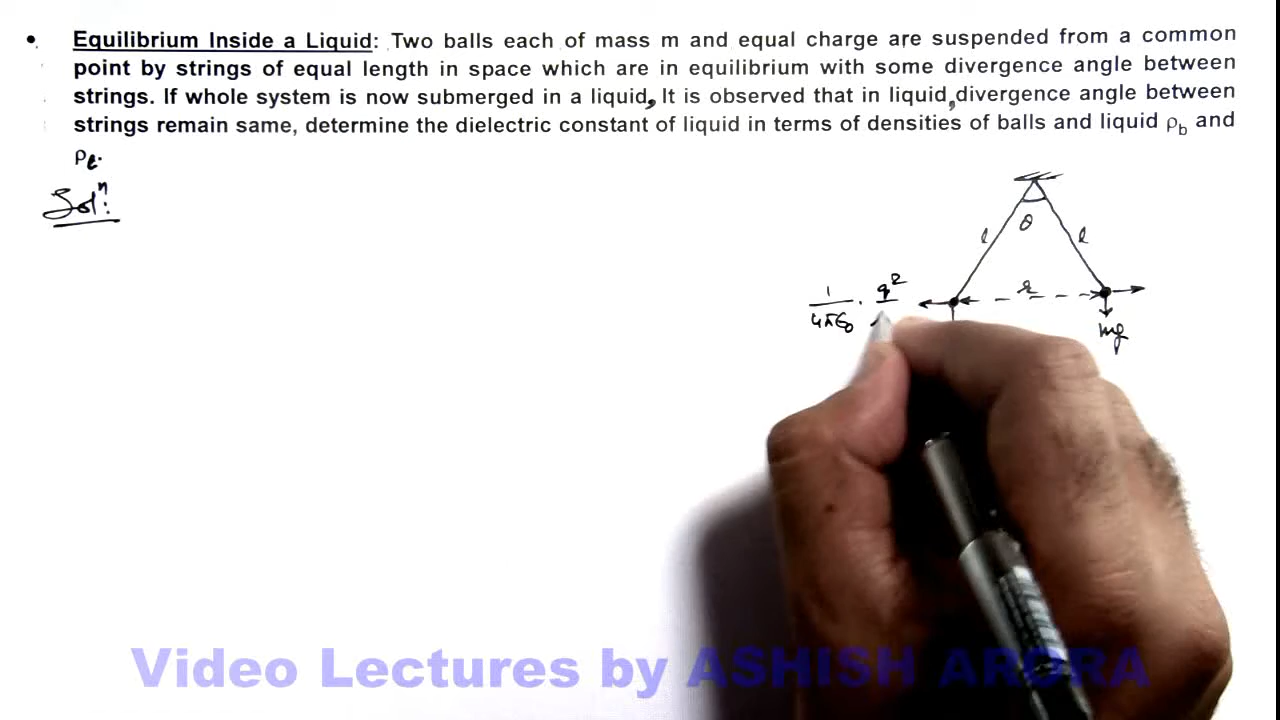 • Equilibrium Inside a Liquid: Two balls each of mass m and equal charge are suspended from a common
point by strings of equal length in space which are in equilibrium with some divergence angle between
strings. If whole system is now submerged in a liquid, It is observed that in liquid, divergence angle between
strings remain same, determine the dielectric constant of liquid in terms of densities of balls and liquid ρb and
ρℓ.
Solⁿ:
θ
l l
1/4πε₀ · q²
r
mg
Video Lectures by ASHISH ARORA